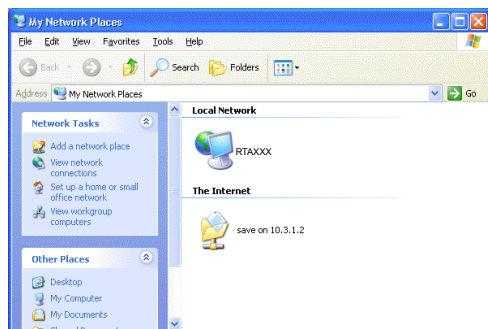 My Network Places
File Edit View Favorites Tools Help
Back Search Folders
Address My Network Places Go
Network Tasks
Add a network place
View network
connections
Set up a home or small
office network
View workgroup
computers
Other Places
Desktop
My Computer
My Documents
Local Network
RTAXXX
The Internet
save on 10.3.1.2